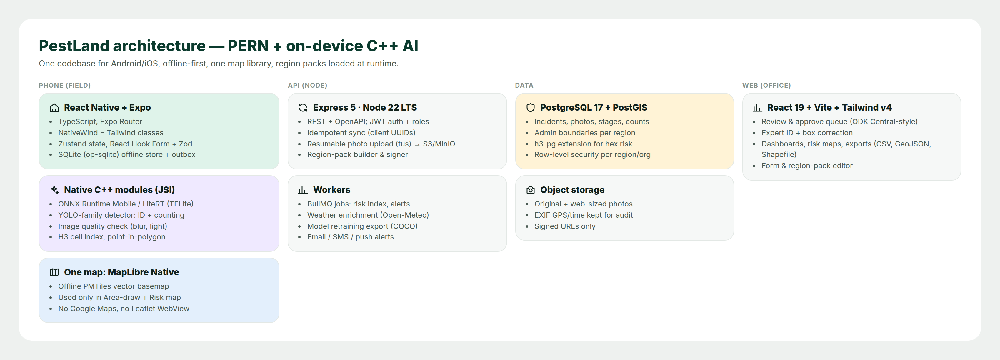 PestLand architecture — PERN + on-device C++ AI
One codebase for Android/iOS, offline-first, one map library, region packs loaded at runtime.
PHONE (FIELD)
React Native + Expo
• TypeScript, Expo Router
• NativeWind = Tailwind classes
• Zustand state, React Hook Form + Zod
• SQLite (op-sqlite) offline store + outbox
Native C++ modules (JSI)
• ONNX Runtime Mobile / LiteRT (TFLite)
• YOLO-family detector: ID + counting
• Image quality check (blur, light)
• H3 cell index, point-in-polygon
One map: MapLibre Native
• Offline PMTiles vector basemap
• Used only in Area-draw + Risk map
• No Google Maps, no Leaflet WebView
API (NODE)
Express 5 · Node 22 LTS
• REST + OpenAPI; JWT auth + roles
• Idempotent sync (client UUIDs)
• Resumable photo upload (tus) → S3/MinIO
• Region-pack builder & signer
Workers
• BullMQ jobs: risk index, alerts
• Weather enrichment (Open-Meteo)
• Model retraining export (COCO)
• Email / SMS / push alerts
DATA
PostgreSQL 17 + PostGIS
• Incidents, photos, stages, counts
• Admin boundaries per region
• h3-pg extension for hex risk
• Row-level security per region/org
Object storage
• Original + web-sized photos
• EXIF GPS/time kept for audit
• Signed URLs only
WEB (OFFICE)
React 19 + Vite + Tailwind v4
• Review & approve queue (ODK Central-style)
• Expert ID + box correction
• Dashboards, risk maps, exports (CSV, GeoJSON,
Shapefile)
• Form & region-pack editor